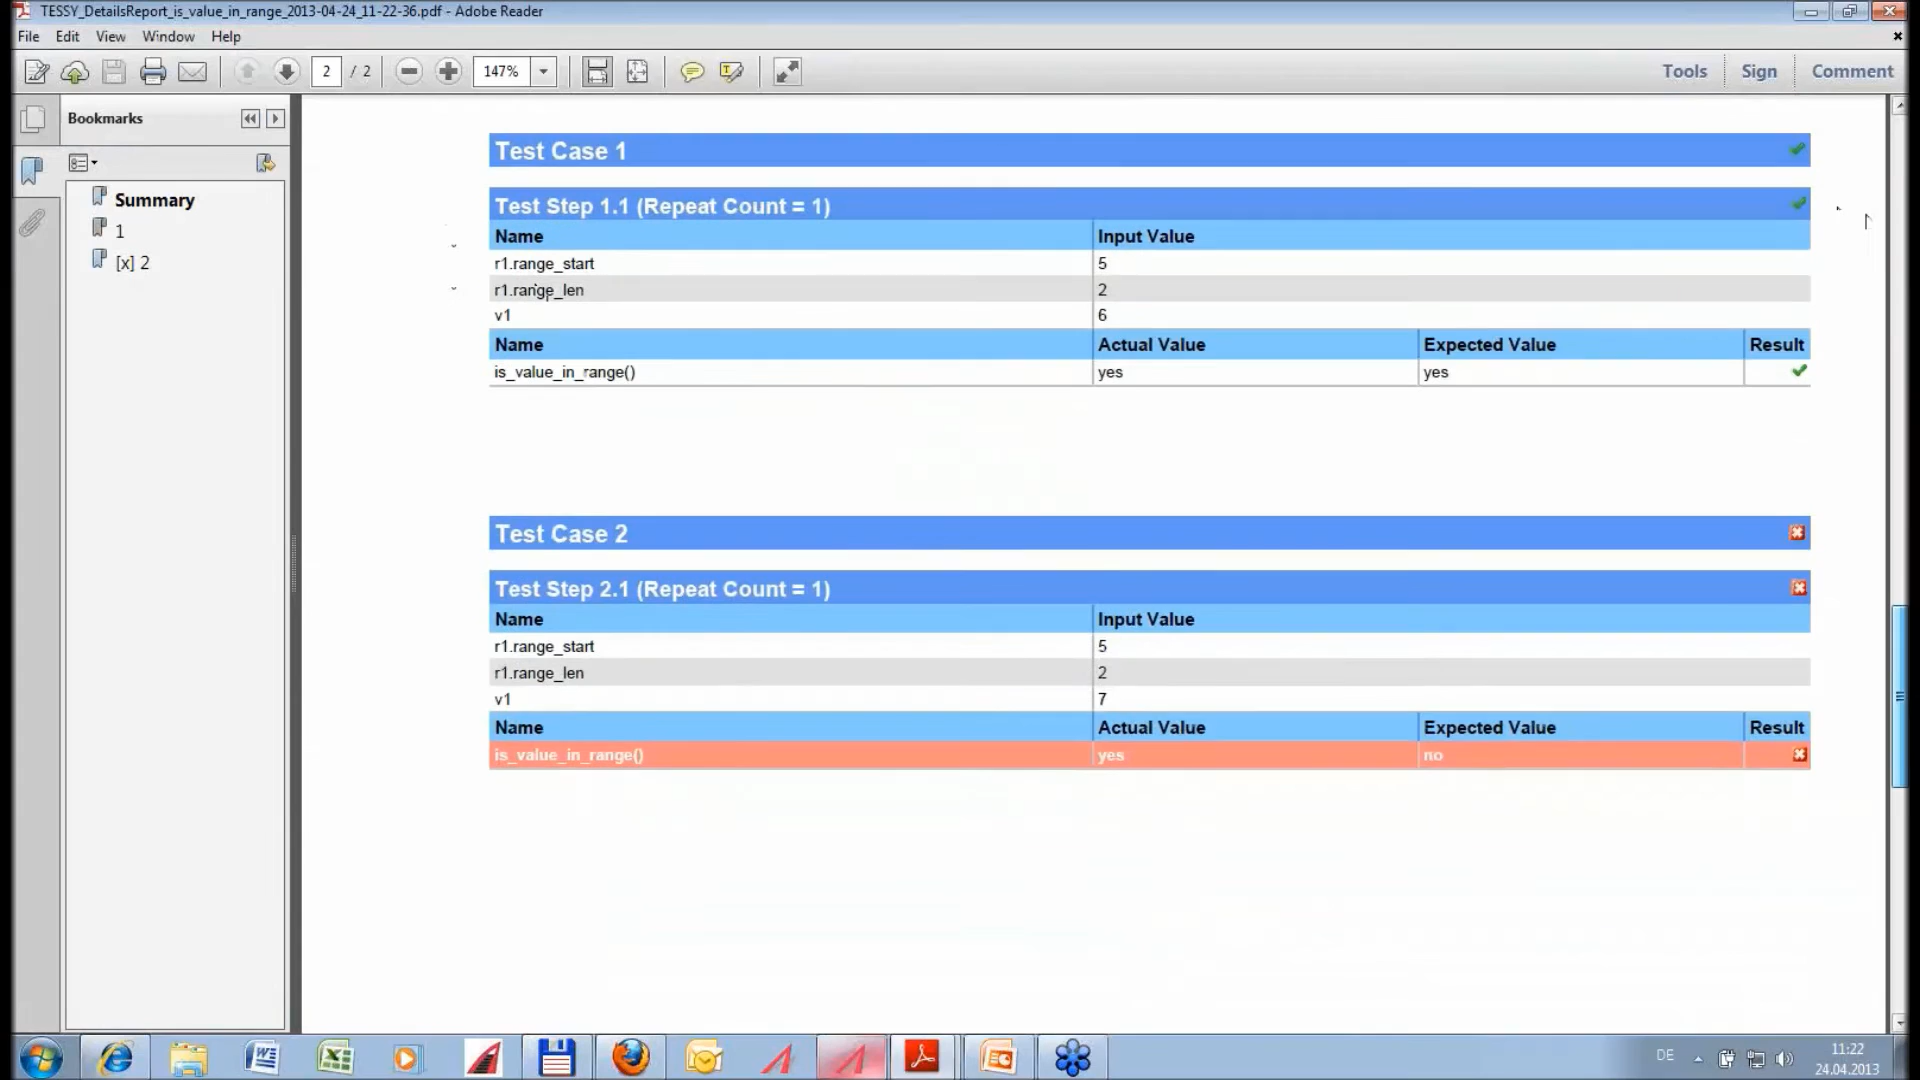 TESSY_DetailsReport_is_value_in_range_2013-04-24_11-22-36.pdf - Adobe Reader
File Edit View Window Help
2 / 2 147% Tools Sign Comment
Bookmarks
Summary
1
[x] 2
Test Case 1
Test Step 1.1 (Repeat Count = 1)
Name Input Value
r1.range_start 5
r1.range_len 2
v1 6
Name Actual Value Expected Value Result
is_value_in_range() yes yes
Test Case 2
Test Step 2.1 (Repeat Count = 1)
Name Input Value
r1.range_start 5
r1.range_len 2
v1 7
Name Actual Value Expected Value Result
is_value_in_range() yes no
DE 11:22
24.04.2013